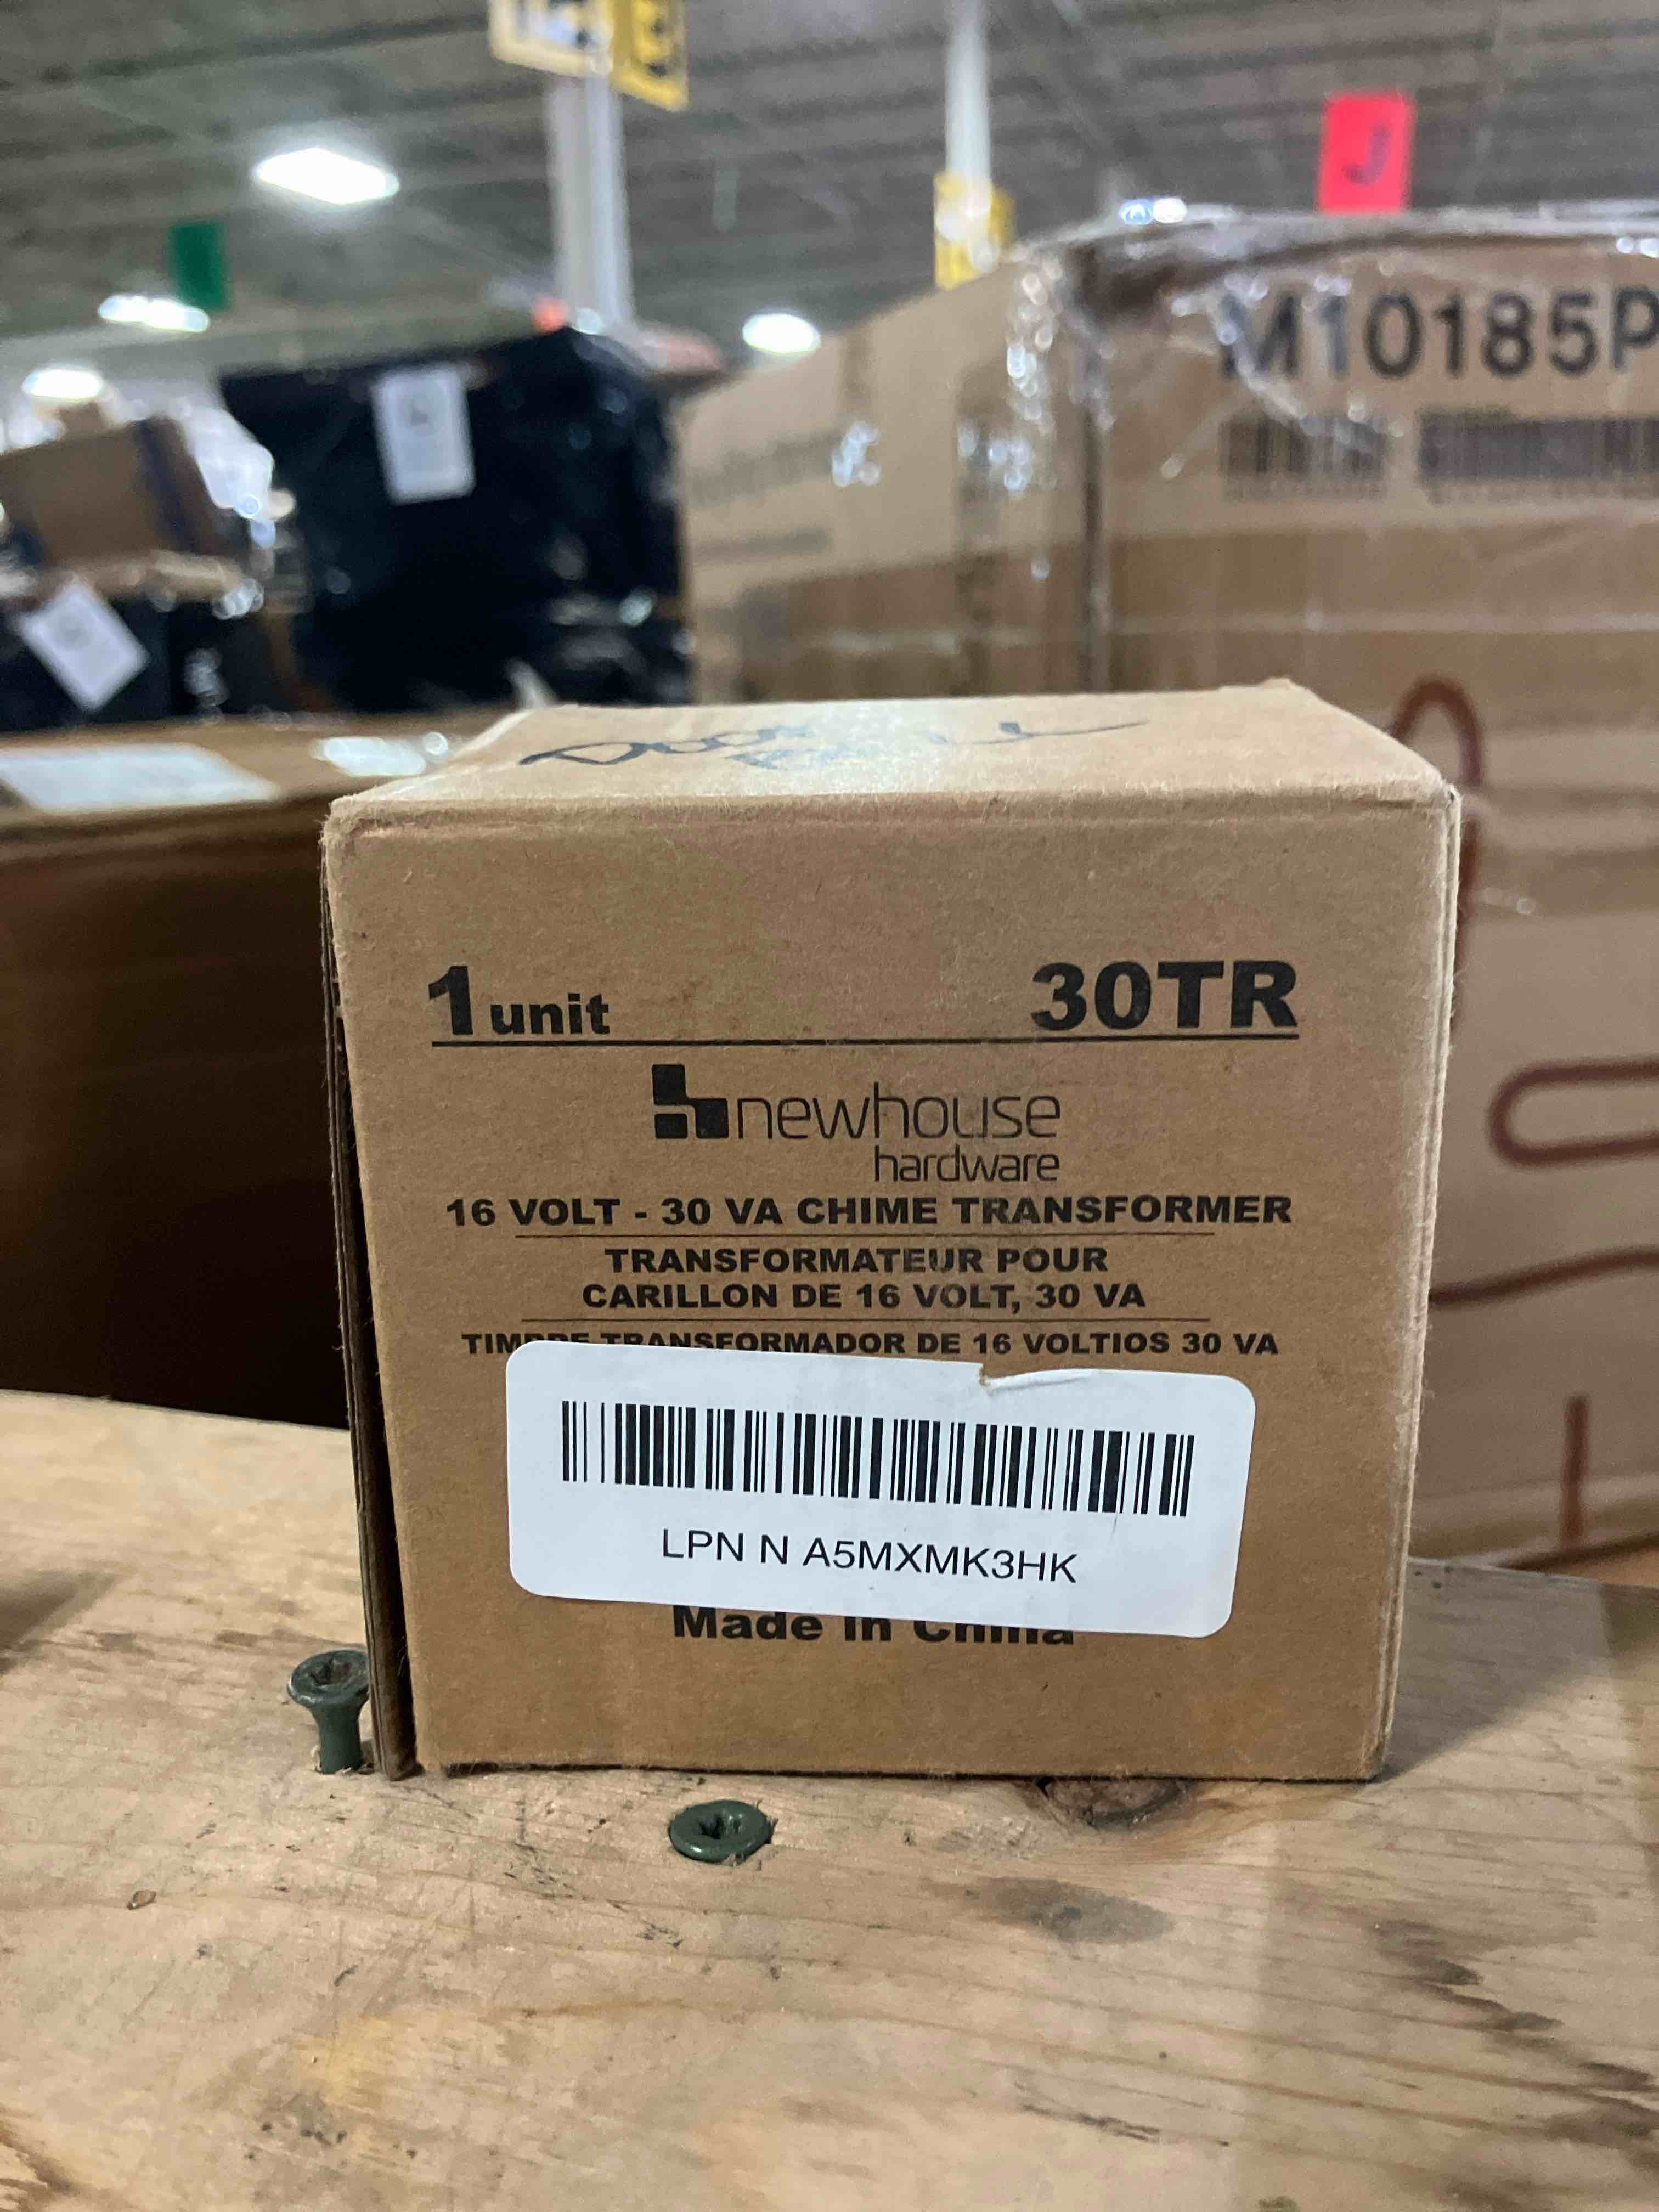 J
M10185P
Door
1 unit 30TR
newhouse
hardware
16 VOLT - 30 VA CHIME TRANSFORMER
TRANSFORMATEUR POUR
CARILLON DE 16 VOLT, 30 VA
TIMBRE TRANSFORMADOR DE 16 VOLTIOS 30 VA
LPN N A5MXMK3HK
Made in China